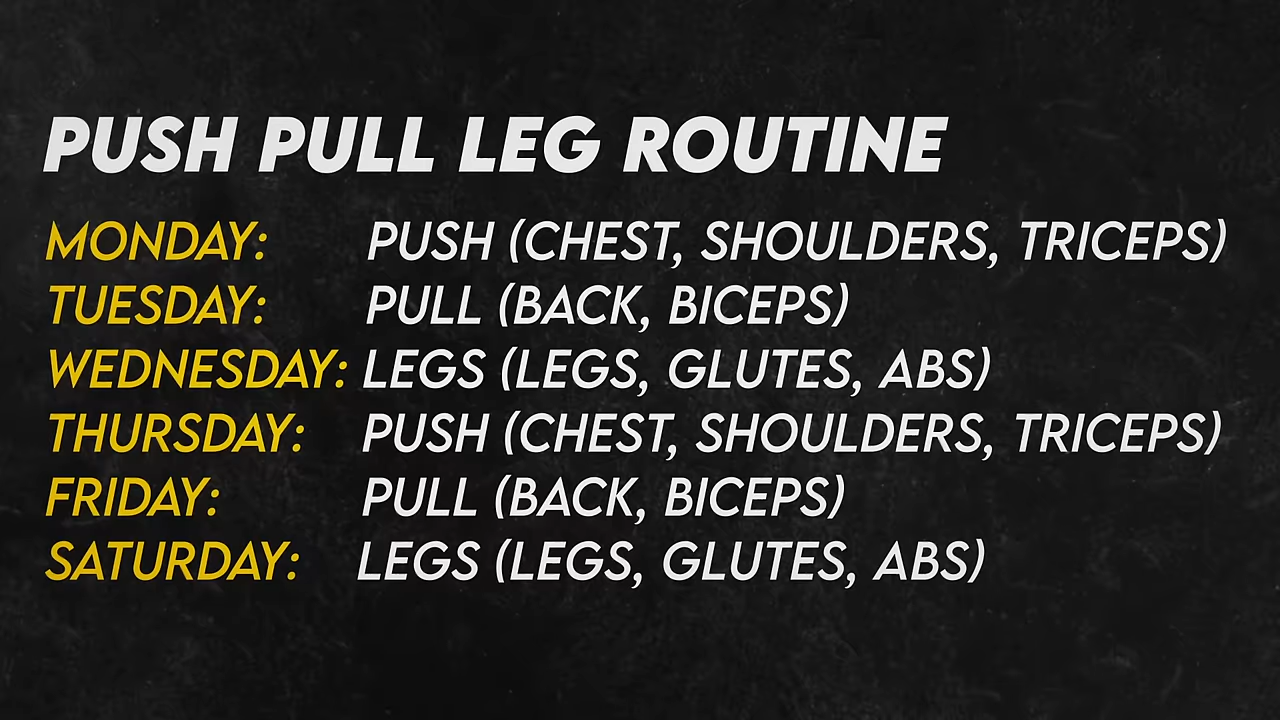 PUSH PULL LEG ROUTINE
MONDAY: PUSH (CHEST, SHOULDERS, TRICEPS)
TUESDAY: PULL (BACK, BICEPS)
WEDNESDAY: LEGS (LEGS, GLUTES, ABS)
THURSDAY: PUSH (CHEST, SHOULDERS, TRICEPS)
FRIDAY: PULL (BACK, BICEPS)
SATURDAY: LEGS (LEGS, GLUTES, ABS)